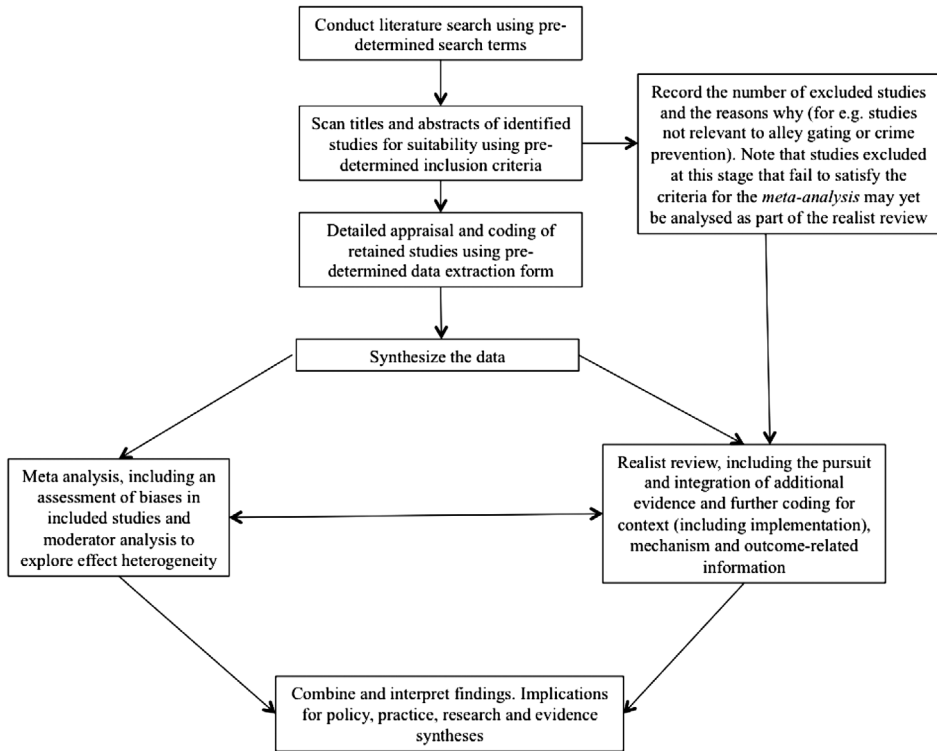 Conduct literature search using pre-
determined search terms
Scan titles and abstracts of identified
studies for suitability using pre-
determined inclusion criteria
Record the number of excluded studies
and the reasons why (for e.g. studies
not relevant to alley gating or crime
prevention). Note that studies excluded
at this stage that fail to satisfy the
criteria for the meta-analysis may yet
be analysed as part of the realist review
Detailed appraisal and coding of
retained studies using pre-
determined data extraction form
Synthesize the data
Meta analysis, including an
assessment of biases in
included studies and
moderator analysis to
explore effect heterogeneity
Realist review, including the pursuit
and integration of additional
evidence and further coding for
context (including implementation),
mechanism and outcome-related
information
Combine and interpret findings. Implications
for policy, practice, research and evidence
syntheses